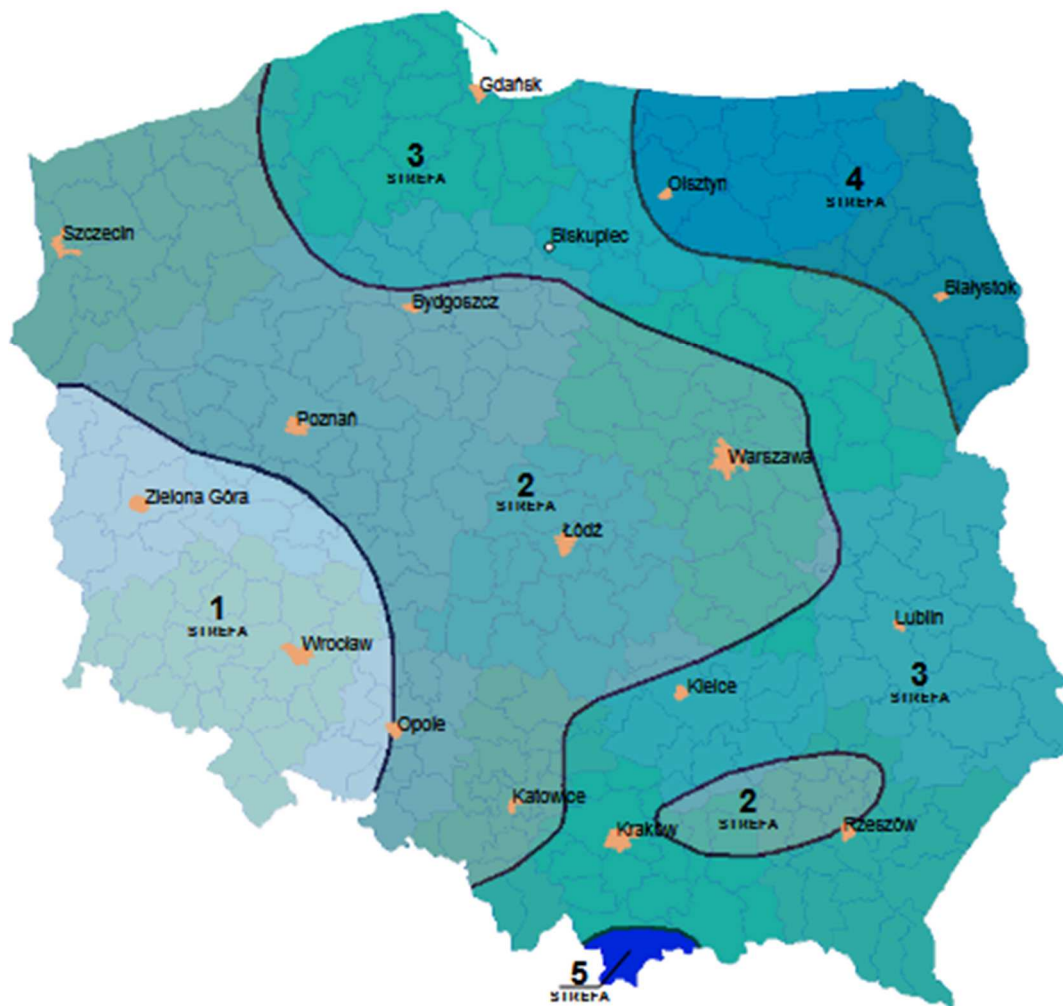 Gdańsk
3
STREFA
Olsztyn
4
STREFA
Szczecin
Biskupiec
Białystok
Bydgoszcz
Poznań
Warszawa
Zielona Góra
2
STREFA
Łódź
1
STREFA
Wrocław
Lublin
3
STREFA
Kielce
Opole
Katowice
2
STREFA
Kraków
Rzeszów
5
STREFA